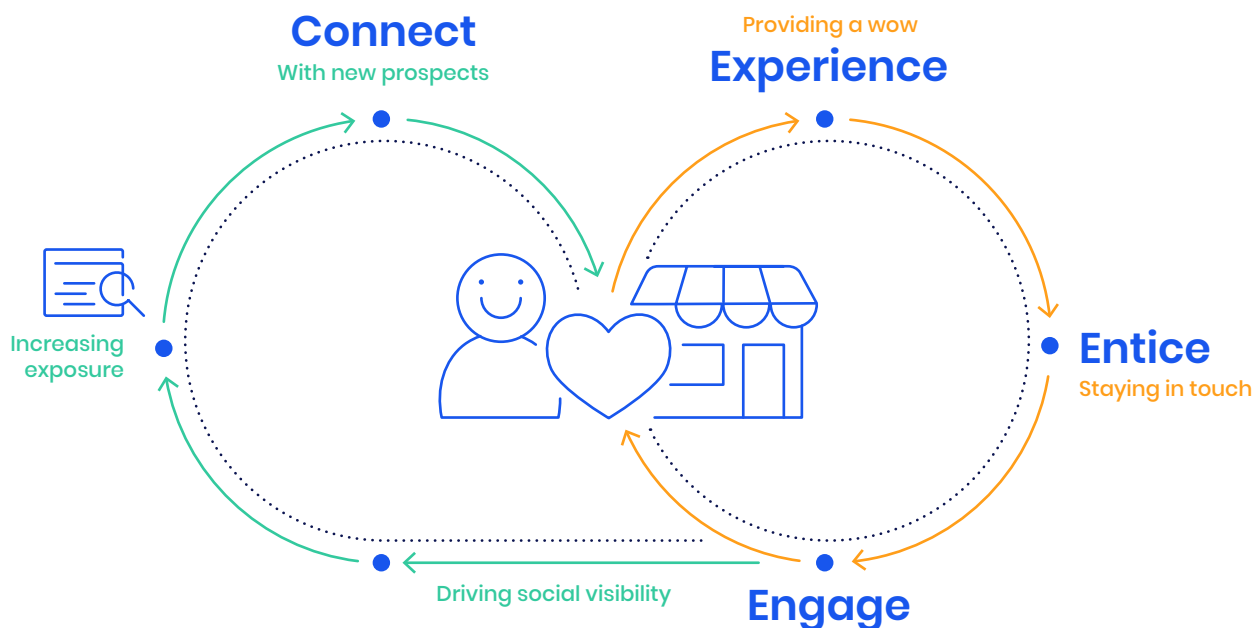 Connect
With new prospects
Providing a wow
Experience
Increasing
exposure
Entice
Staying in touch
Driving social visibility
Engage